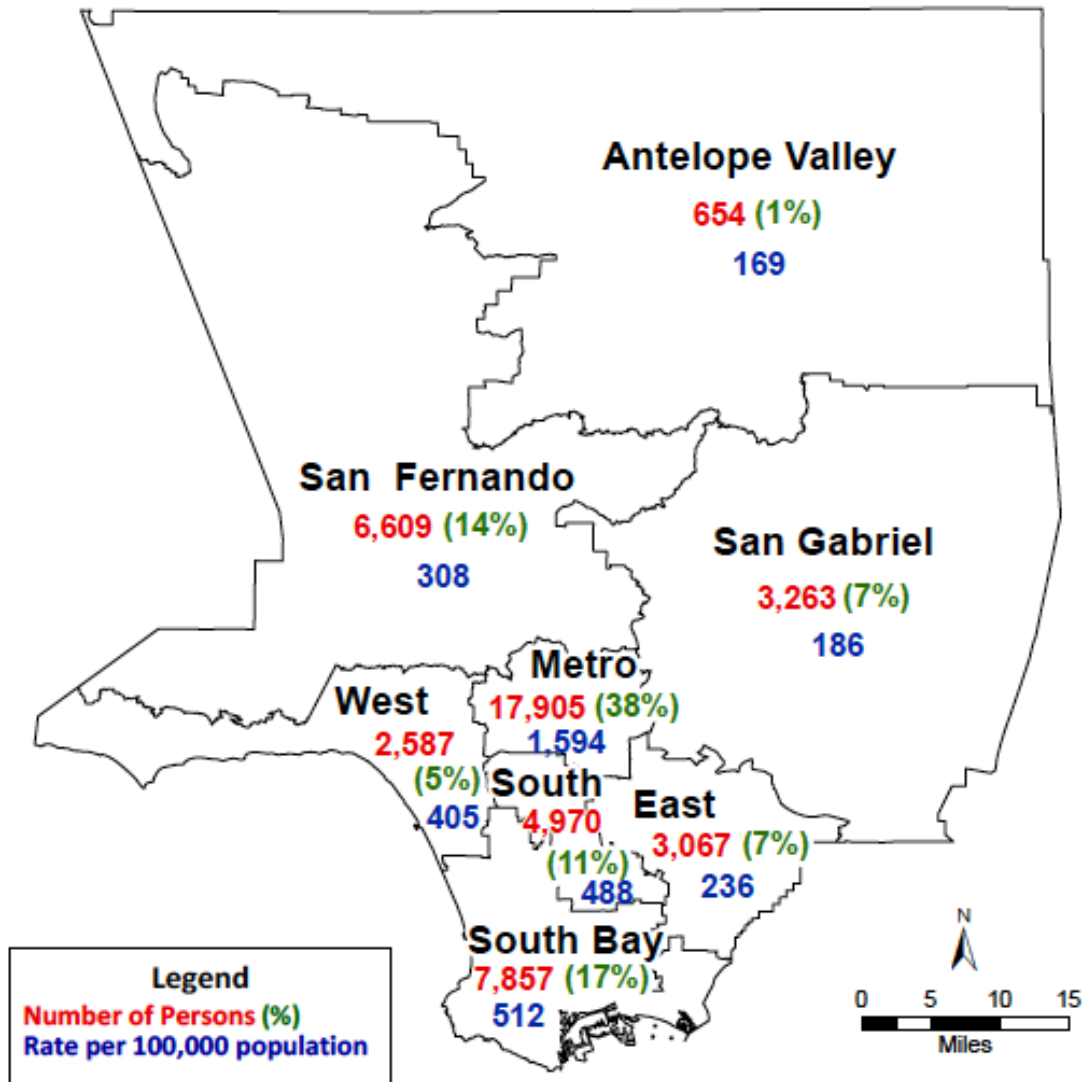 Antelope Valley
654 (1%)
169
San Fernando
6,609 (14%)
308
San Gabriel
3,263 (7%)
186
Metro
17,905 (38%)
1,594
West
2,587
(5%)
405
South
4,970
(11%)
488
East
3,067 (7%)
236
South Bay
7,857 (17%)
512
Legend
Number of Persons (%)
Rate per 100,000 population
N
0 5 10 15
Miles